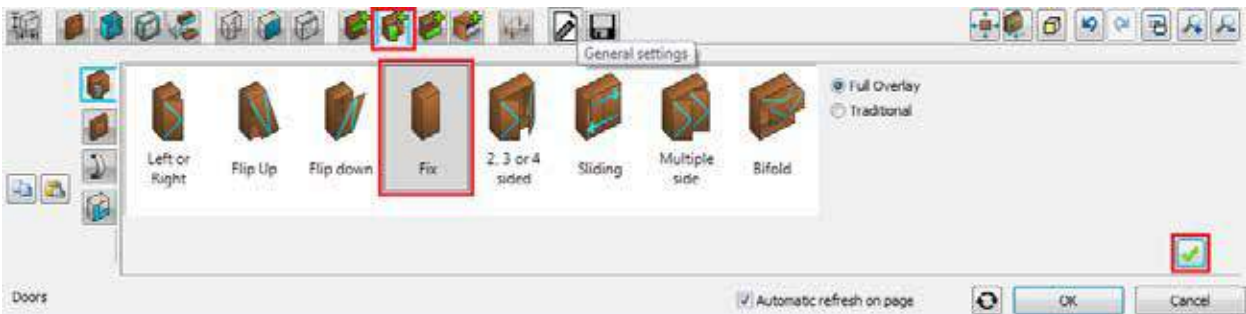 General settings
Full Overlay
Traditional
Left or Right
Flip Up
Flip down
Fix
2, 3 or 4 sided
Sliding
Multiple side
Bifold
Doors
Automatic refresh on page
OK
Cancel